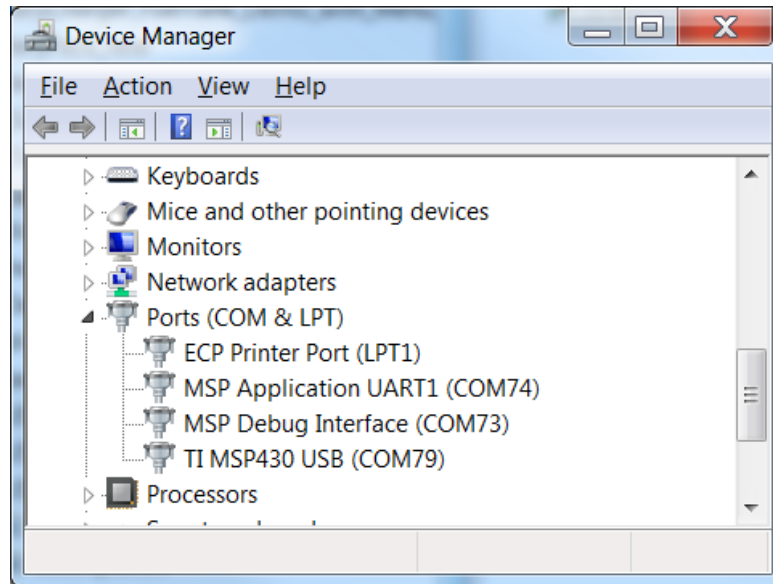 Device Manager
File Action View Help
Keyboards
Mice and other pointing devices
Monitors
Network adapters
Ports (COM & LPT)
ECP Printer Port (LPT1)
MSP Application UART1 (COM74)
MSP Debug Interface (COM73)
TI MSP430 USB (COM79)
Processors